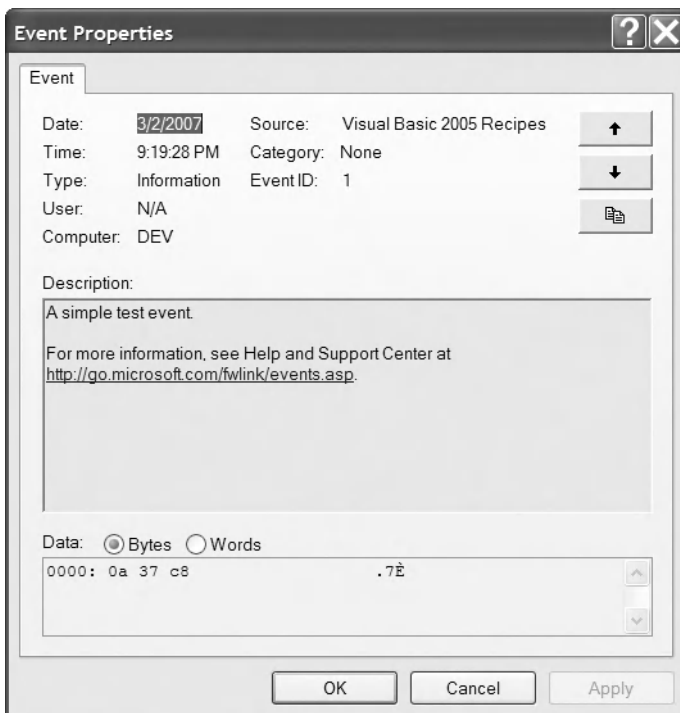 Event Properties
Event
Date: 3/2/2007 Source: Visual Basic 2005 Recipes
Time: 9:19:28 PM Category: None
Type: Information Event ID: 1
User: N/A
Computer: DEV
Description:
A simple test event.
For more information, see Help and Support Center at
http://go.microsoft.com/fwlink/events.asp.
Data: Bytes Words
0000: 0a 37 c8 .7È
OK Cancel Apply